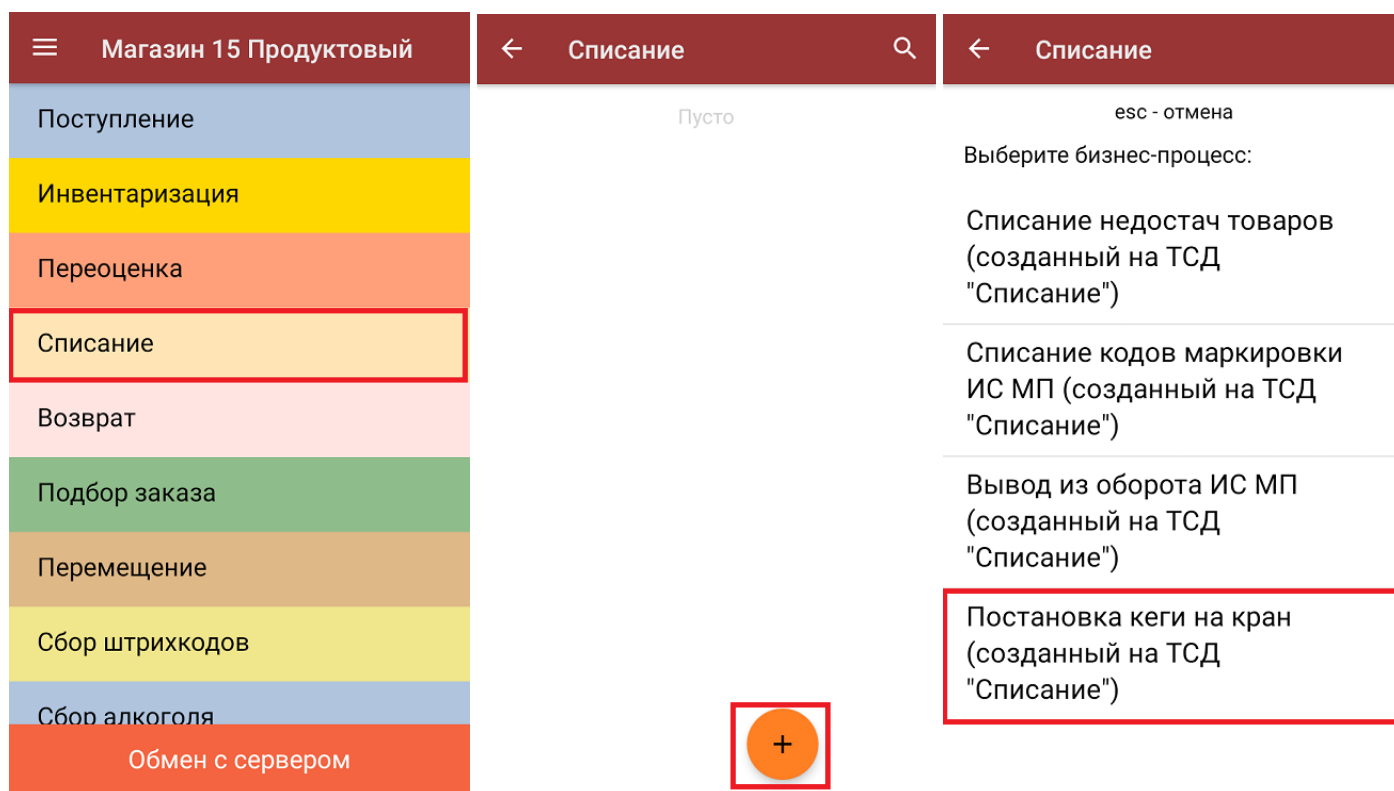 Магазин 15 Продуктовый
Поступление
Инвентаризация
Переоценка
Списание
Возврат
Подбор заказа
Перемещение
Сбор штрихкодов
Сбор алкоголя
Обмен с сервером
Списание
Пусто
+
Списание
esc - отмена
Выберите бизнес-процесс:
Списание недостач товаров
(созданный на ТСД
"Списание")
Списание кодов маркировки
ИС МП (созданный на ТСД
"Списание")
Вывод из оборота ИС МП
(созданный на ТСД
"Списание")
Постановка кеги на кран
(созданный на ТСД
"Списание")